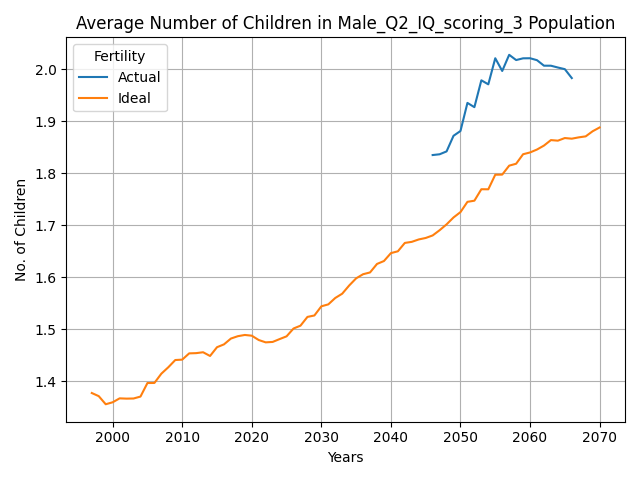 Average Number of Children in Male_Q2_IQ_scoring_3 Population
Fertility
Actual
Ideal
No. of Children
2.0
1.9
1.8
1.7
1.6
1.5
1.4
2000 2010 2020 2030 2040 2050 2060 2070
Years